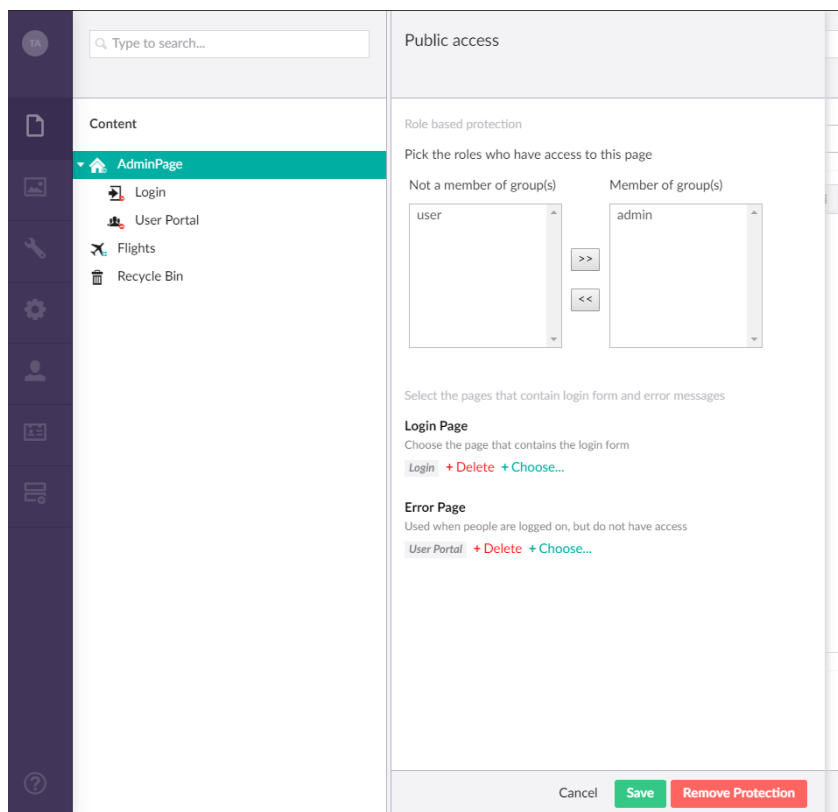 TA
Type to search...
Public access
Content
AdminPage
Login
User Portal
Flights
Recycle Bin
Role based protection
Pick the roles who have access to this page
Not a member of group(s)
Member of group(s)
user
admin
>>
<<
Select the pages that contain login form and error messages
Login Page
Choose the page that contains the login form
Login + Delete + Choose...
Error Page
Used when people are logged on, but do not have access
User Portal + Delete + Choose...
Cancel Save Remove Protection